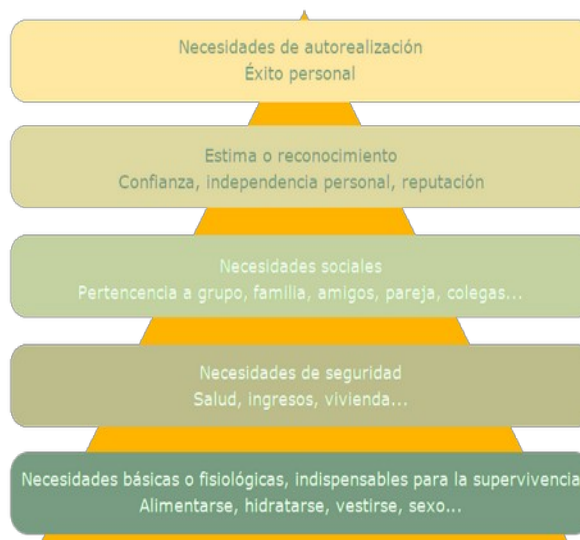 Necesidades de autorealización
Éxito personal
Estima o reconocimiento
Confianza, independencia personal, reputación
Necesidades sociales
Pertencencia a grupo, familia, amigos, pareja, colegas...
Necesidades de seguridad
Salud, ingresos, vivienda...
Necesidades básicas o fisiológicas, indispensables para la supervivencia
Alimentarse, hidratarse, vestirse, sexo...